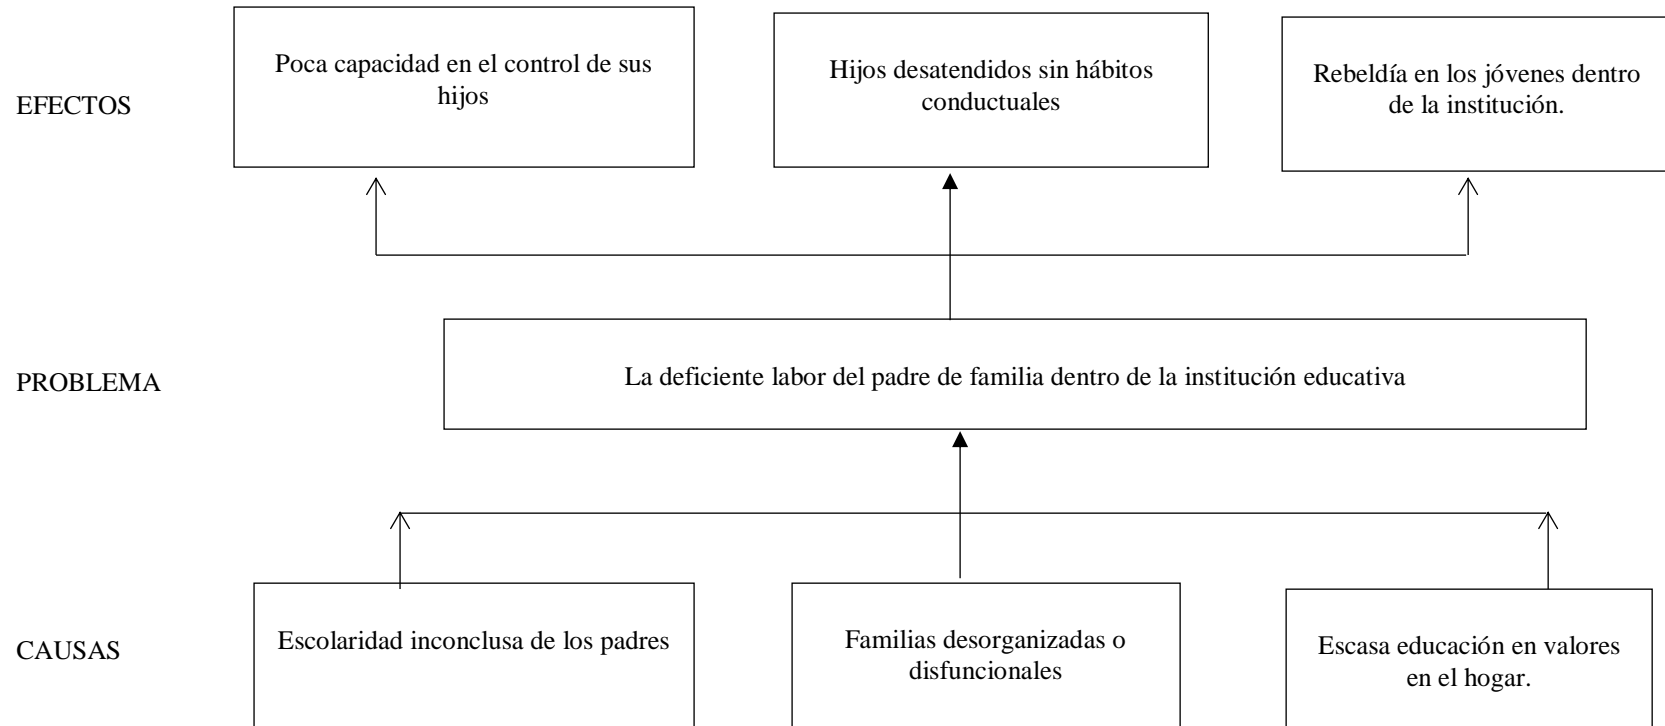 EFECTOS
Poca capacidad en el control de sus
hijos
Hijos desatendidos sin hábitos
conductuales
Rebeldía en los jóvenes dentro
de la institución.
PROBLEMA
La deficiente labor del padre de familia dentro de la institución educativa
CAUSAS
Escolaridad inconclusa de los padres
Familias desorganizadas o
disfuncionales
Escasa educación en valores
en el hogar.